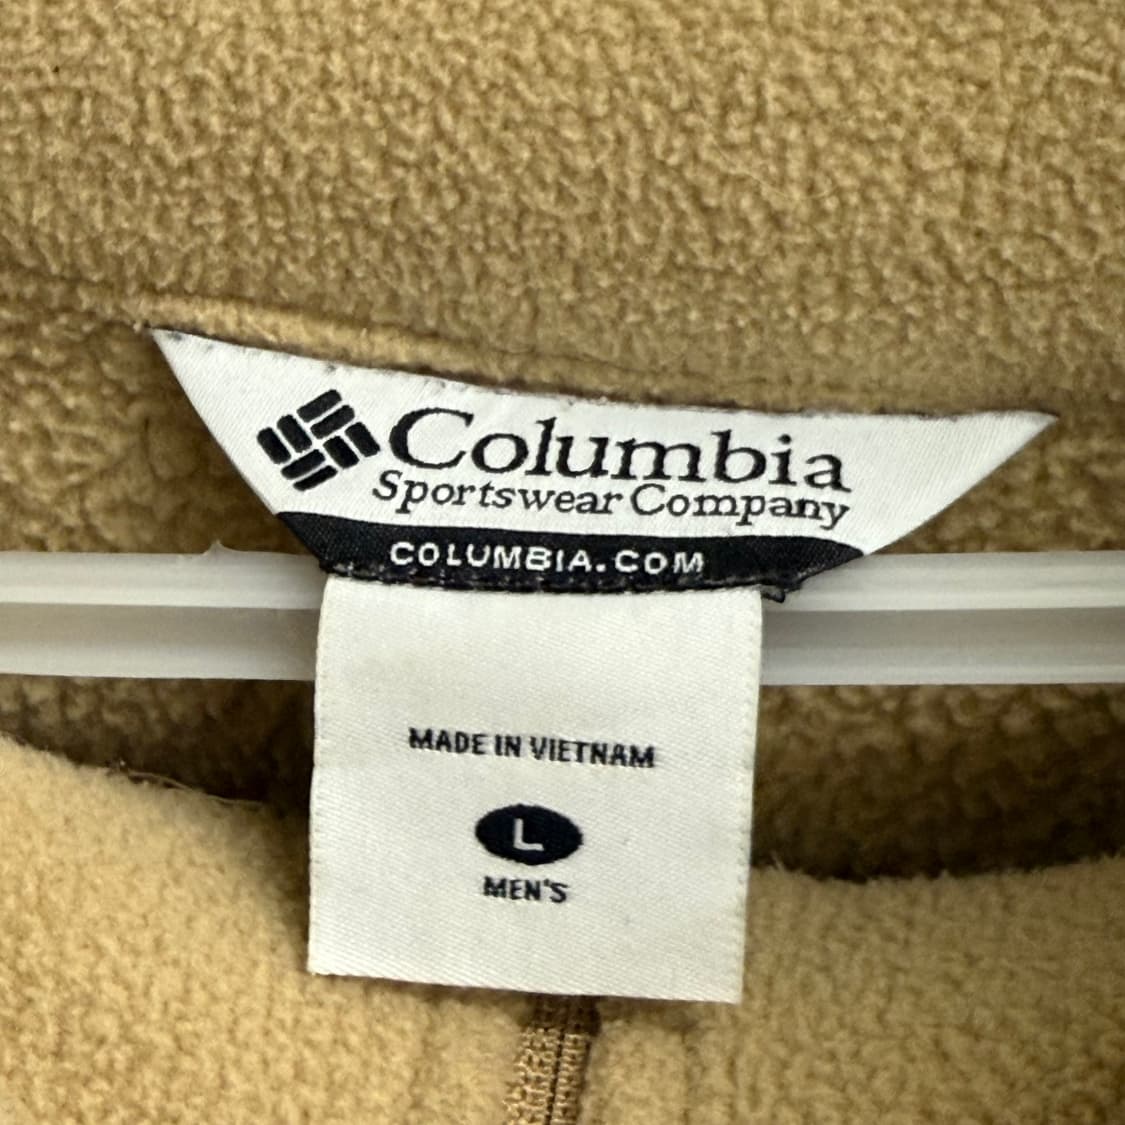 Columbia
Sportswear Company
COLUMBIA.COM
MADE IN VIETNAM
L
MEN'S